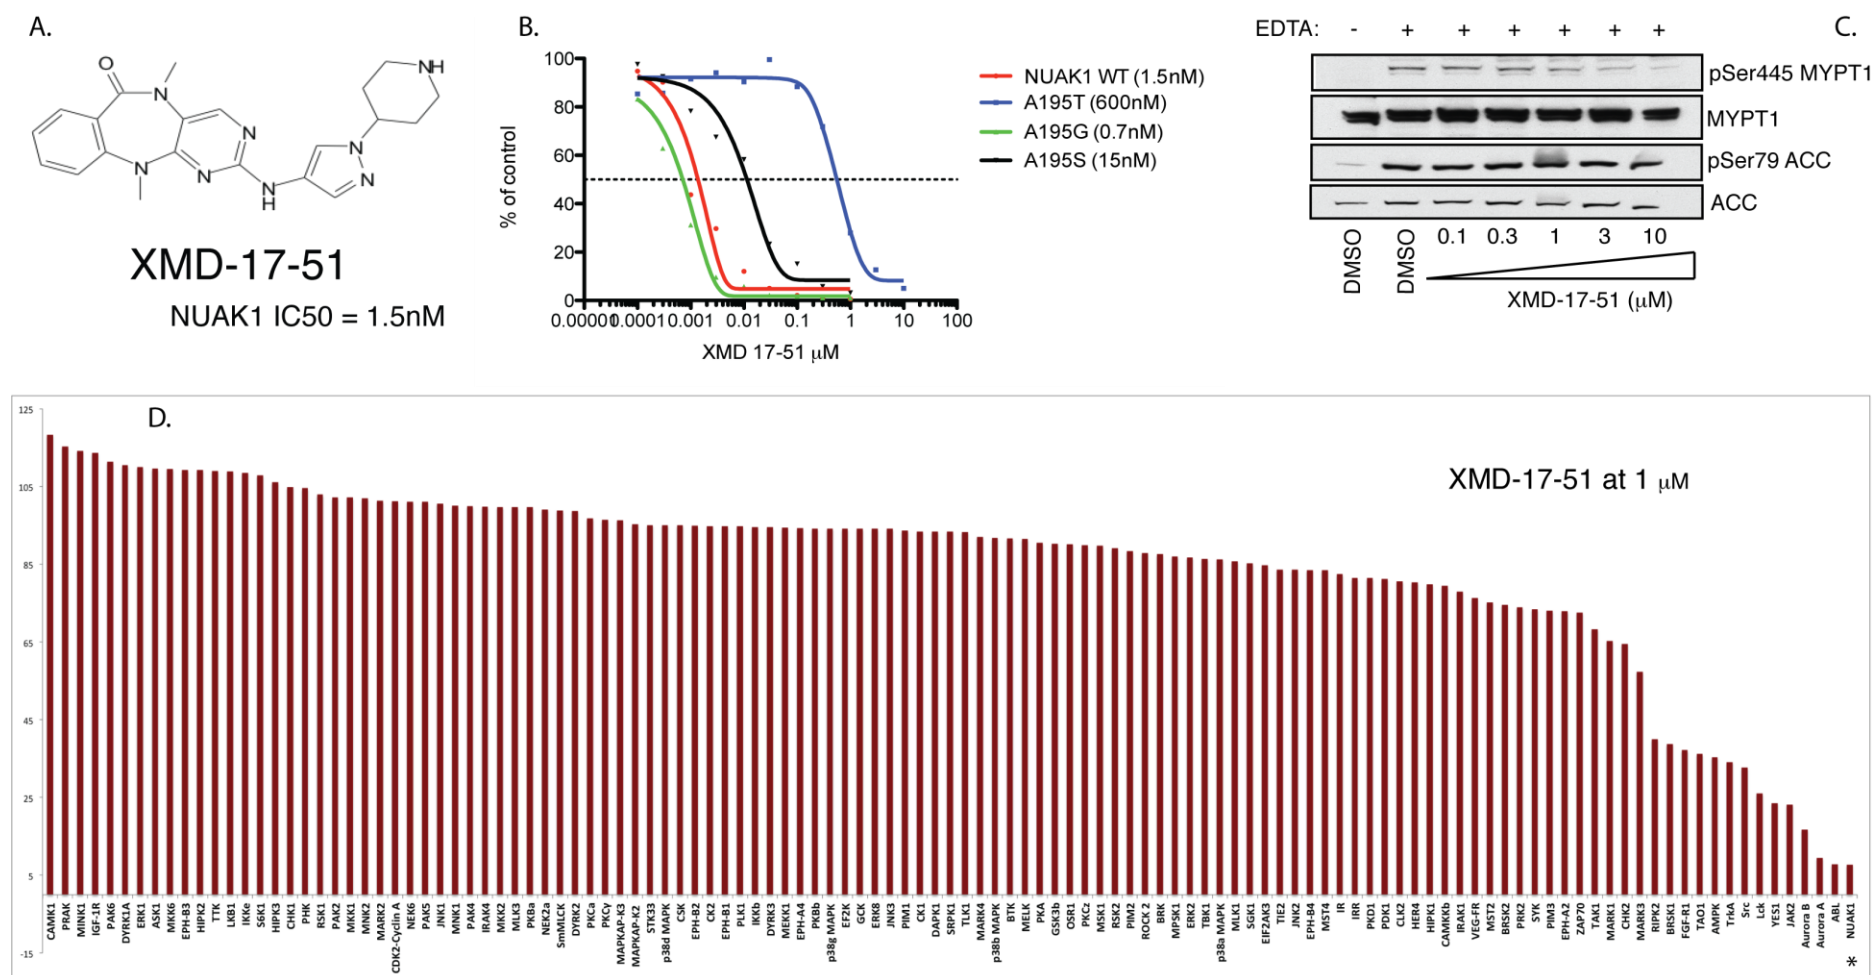 A.
O
N
N
N
N
N
H
N
N
NH
XMD-17-51
NUAK1 IC50 = 1.5nM
B.
100
80
60
40
20
0
% of control
0.00001
0.0001
0.001
0.01
0.1
1
10
100
XMD 17-51 μM
NUAK1 WT (1.5nM)
A195T (600nM)
A195G (0.7nM)
A195S (15nM)
C.
EDTA: - + + + + + +
pSer445 MYPT1
MYPT1
pSer79 ACC
ACC
DMSO
DMSO
0.1 0.3 1 3 10
XMD-17-51 (μM)
D.
XMD-17-51 at 1 μM
125
105
85
65
45
25
5
-15
CAMK1
PRAK
MINK1
IGF-1R
PAK6
DYRK1A
ERK1
ASK1
MKK6
EPH-B3
HIPK2
TTK
LKB1
IKKe
S6K1
HIPK3
CHK1
PHK
RSK1
PAK2
MKK1
MNK2
MARK2
CDK2-Cyclin A
NEK6
PAK5
JNK1
MNK1
PAK4
IRAK4
MKK2
MLK3
PKBa
NEK2a
SmMLCK
DYRK2
PKCa
PKCγ
MAPKAP-K3
MAPKAP-K2
STK33
p38d MAPK
CSK
EPH-B2
CK2
EPH-B1
PLK1
IKKb
DYRK3
MEKK1
EPH-A4
PKBb
p38g MAPK
EF2K
GCK
ERK8
JNK3
PIM1
CK1
DAPK1
SRPK1
TLK1
MARK4
p38b MAPK
BTK
MELK
PKA
GSK3b
OSR1
PKCz
MSK1
RSK2
PIM2
ROCK 2
BRK
MPSK1
ERK2
TBK1
p38a MAPK
MLK1
SGK1
EIF2AK3
TIE2
JNK2
EPH-B4
MST4
IR
IRR
PKD1
PDK1
CLK2
HER4
HIPK1
CAMKKb
IRAK1
VEG-FR
MST2
BRSK2
PRK2
SYK
PIM3
EPH-A2
ZAP70
TAK1
MARK1
CHK2
MARK3
RIPK2
BRSK1
FGF-R1
TAO1
AMPK
TrkA
Src
Lck
YES1
JAK2
Aurora B
Aurora A
ABL
NUAK1
*